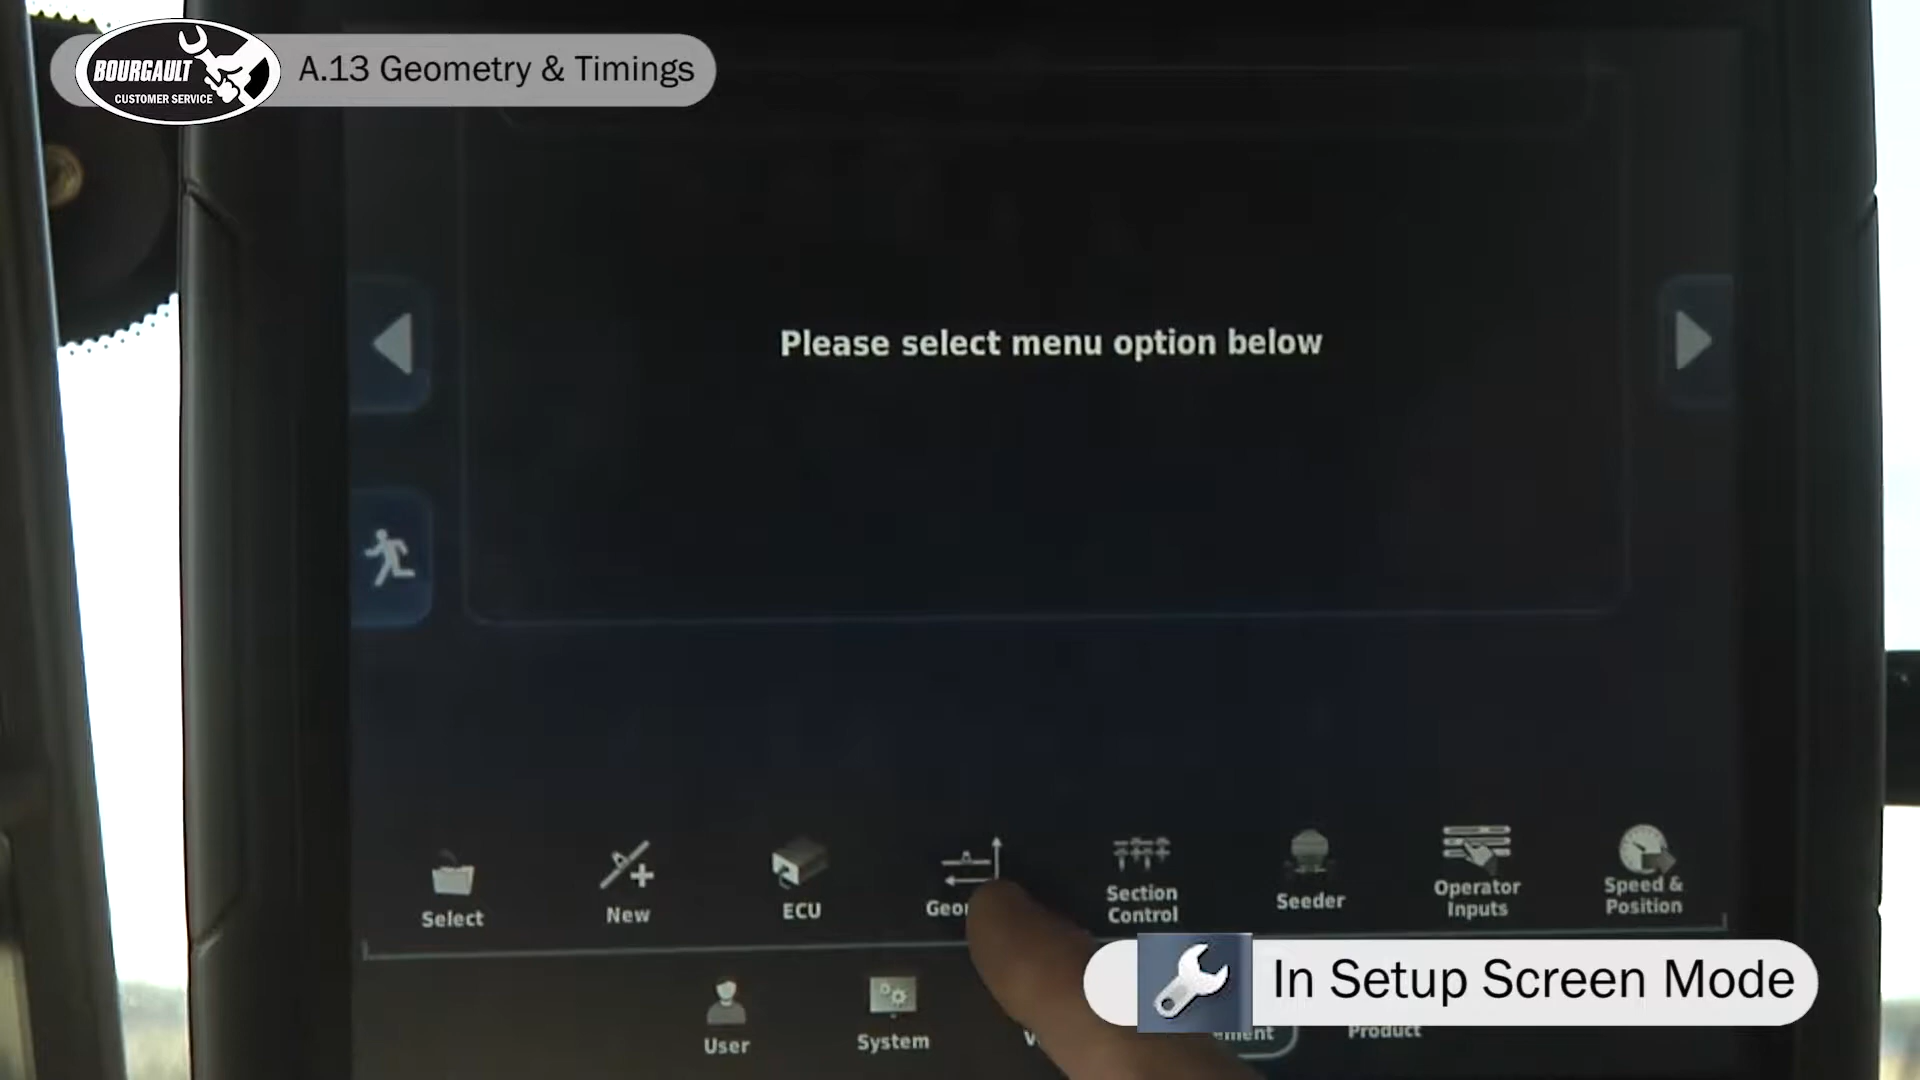 BOURGAULT
CUSTOMER SERVICE
A.13 Geometry & Timings
Please select menu option below
Select
New
ECU
Section
Control
Seeder
Operator
Inputs
Speed &
Position
In Setup Screen Mode
User
System
Product